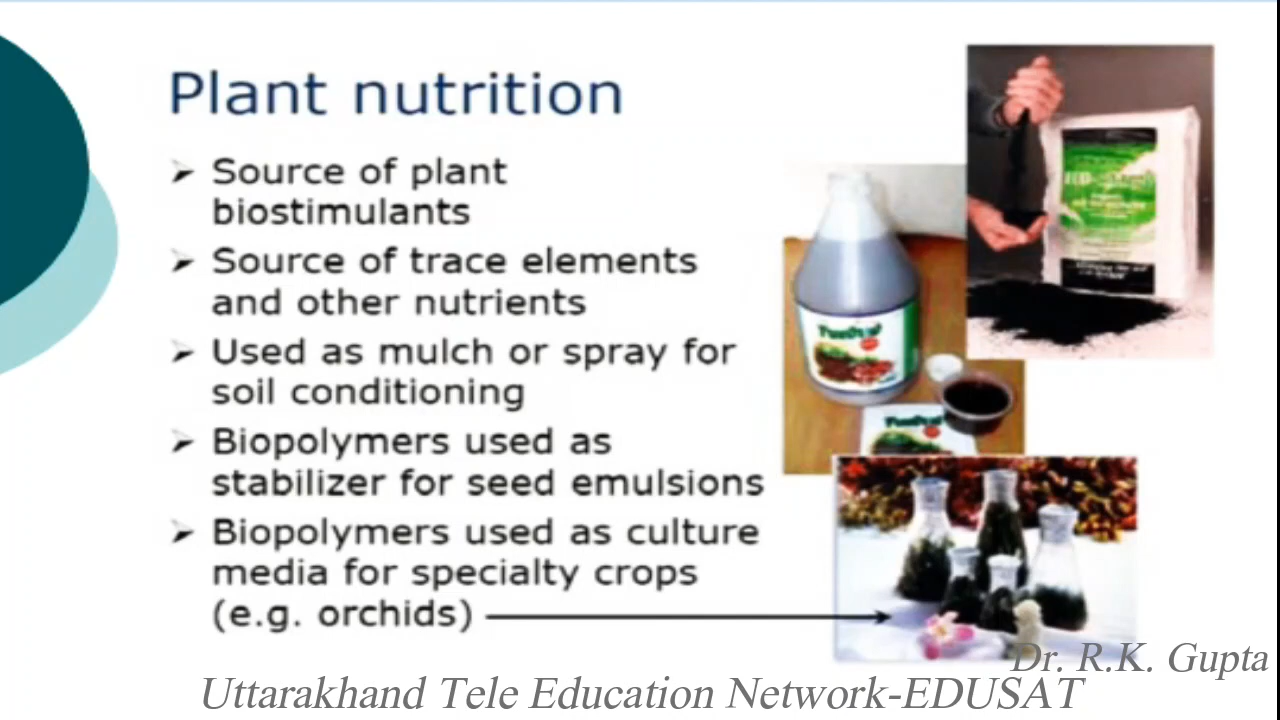 Plant nutrition
➢ Source of plant
biostimulants
➢ Source of trace elements
and other nutrients
➢ Used as mulch or spray for
soil conditioning
➢ Biopolymers used as
stabilizer for seed emulsions
➢ Biopolymers used as culture
media for specialty crops
(e.g. orchids)
Dr. R.K. Gupta
Uttarakhand Tele Education Network-EDUSAT